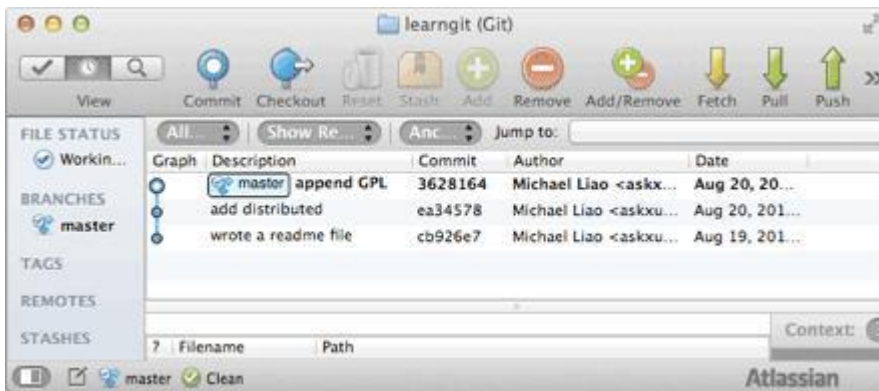 learngit (Git)
View Commit Checkout Reset Stash Add Remove Add/Remove Fetch Pull Push
FILE STATUS All... Show Re... Anc... Jump to:
Workin... Graph Description Commit Author Date
master append GPL 3628164 Michael Liao <askx... Aug 20, 20...
BRANCHES
add distributed ea34578 Michael Liao <askxu... Aug 20, 201...
master
wrote a readme file cb926e7 Michael Liao <askxu... Aug 19, 201...
TAGS
REMOTES
STASHES
Context:
? Filename Path
master Clean Atlassian